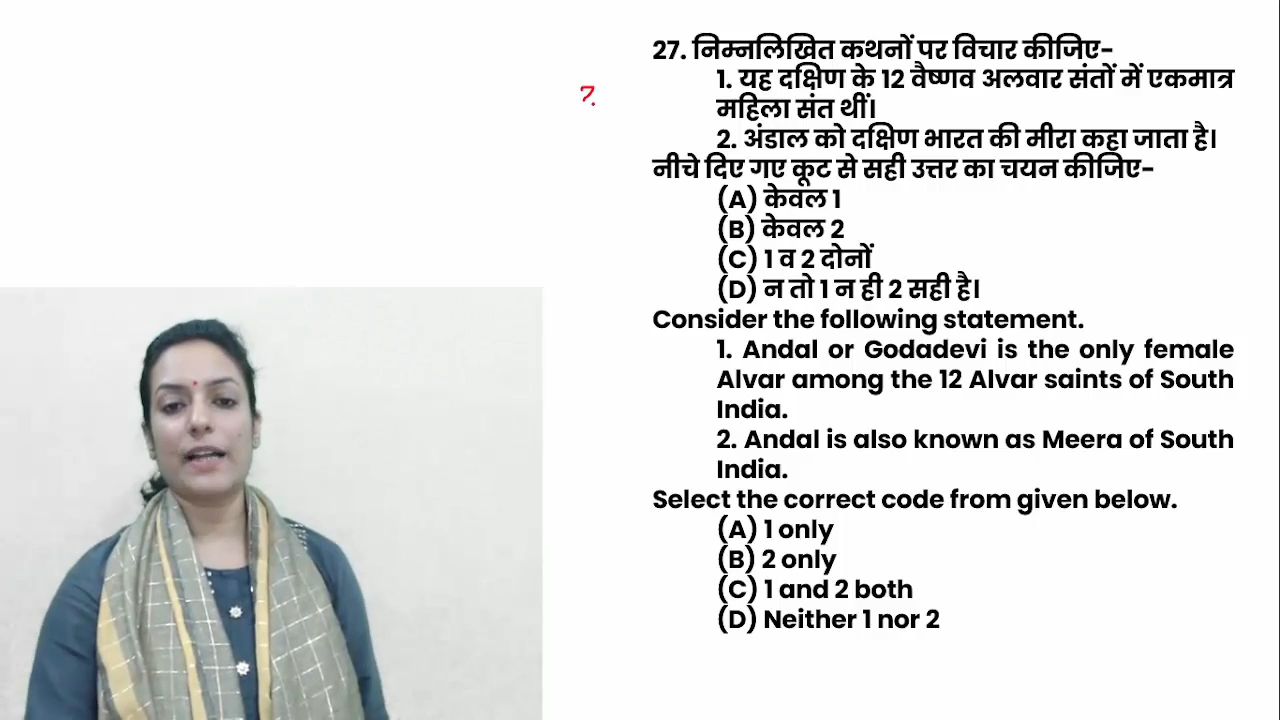 27. निम्नलिखित कथनों पर विचार कीजिए-
1. यह दक्षिण के 12 वैष्णव अलवार संतों में एकमात्र
महिला संत थीं।
2. अंडाल को दक्षिण भारत की मीरा कहा जाता है।
नीचे दिए गए कूट से सही उत्तर का चयन कीजिए-
(A) केवल 1
(B) केवल 2
(C) 1 व 2 दोनों
(D) न तो 1 न ही 2 सही है।
Consider the following statement.
1. Andal or Godadevi is the only female
Alvar among the 12 Alvar saints of South
India.
2. Andal is also known as Meera of South
India.
Select the correct code from given below.
(A) 1 only
(B) 2 only
(C) 1 and 2 both
(D) Neither 1 nor 2